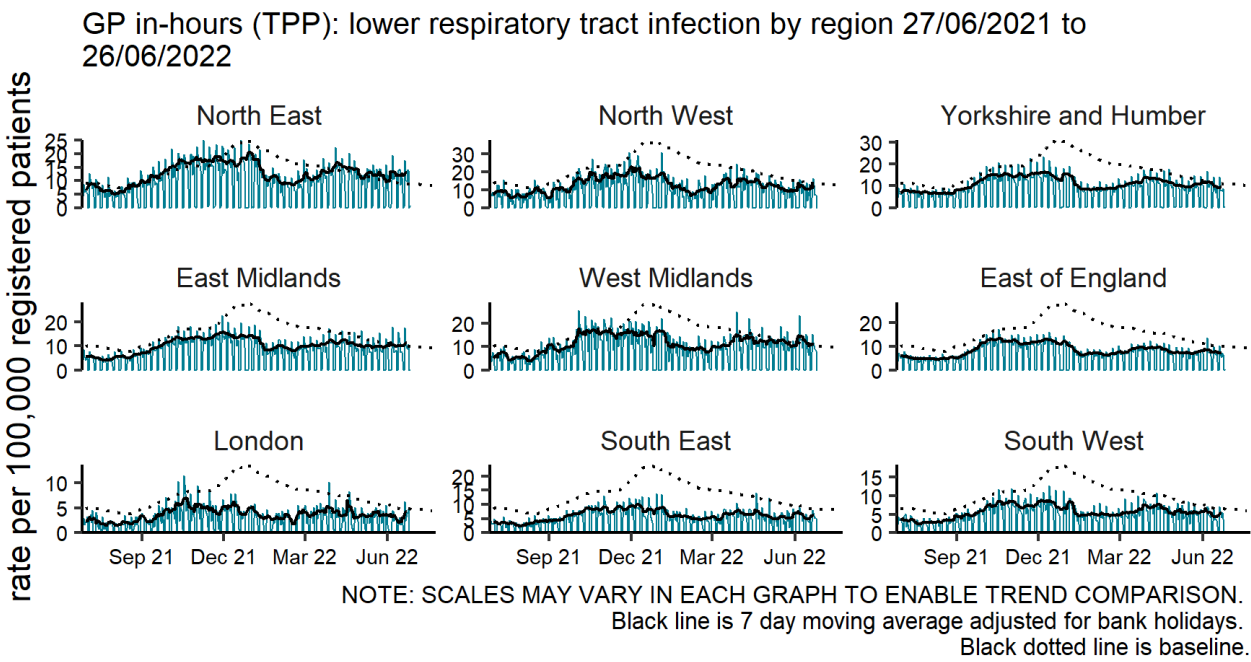 GP in-hours (TPP): lower respiratory tract infection by region 27/06/2021 to
26/06/2022
rate per 100,000 registered patients
North East
25
20
15
10
5
0
North West
30
20
10
0
Yorkshire and Humber
30
20
10
0
East Midlands
20
10
0
West Midlands
20
10
0
East of England
20
10
0
London
10
5
0
South East
20
15
10
5
0
South West
15
10
5
0
Sep 21 Dec 21 Mar 22 Jun 22
Sep 21 Dec 21 Mar 22 Jun 22
Sep 21 Dec 21 Mar 22 Jun 22
NOTE: SCALES MAY VARY IN EACH GRAPH TO ENABLE TREND COMPARISON.
Black line is 7 day moving average adjusted for bank holidays.
Black dotted line is baseline.